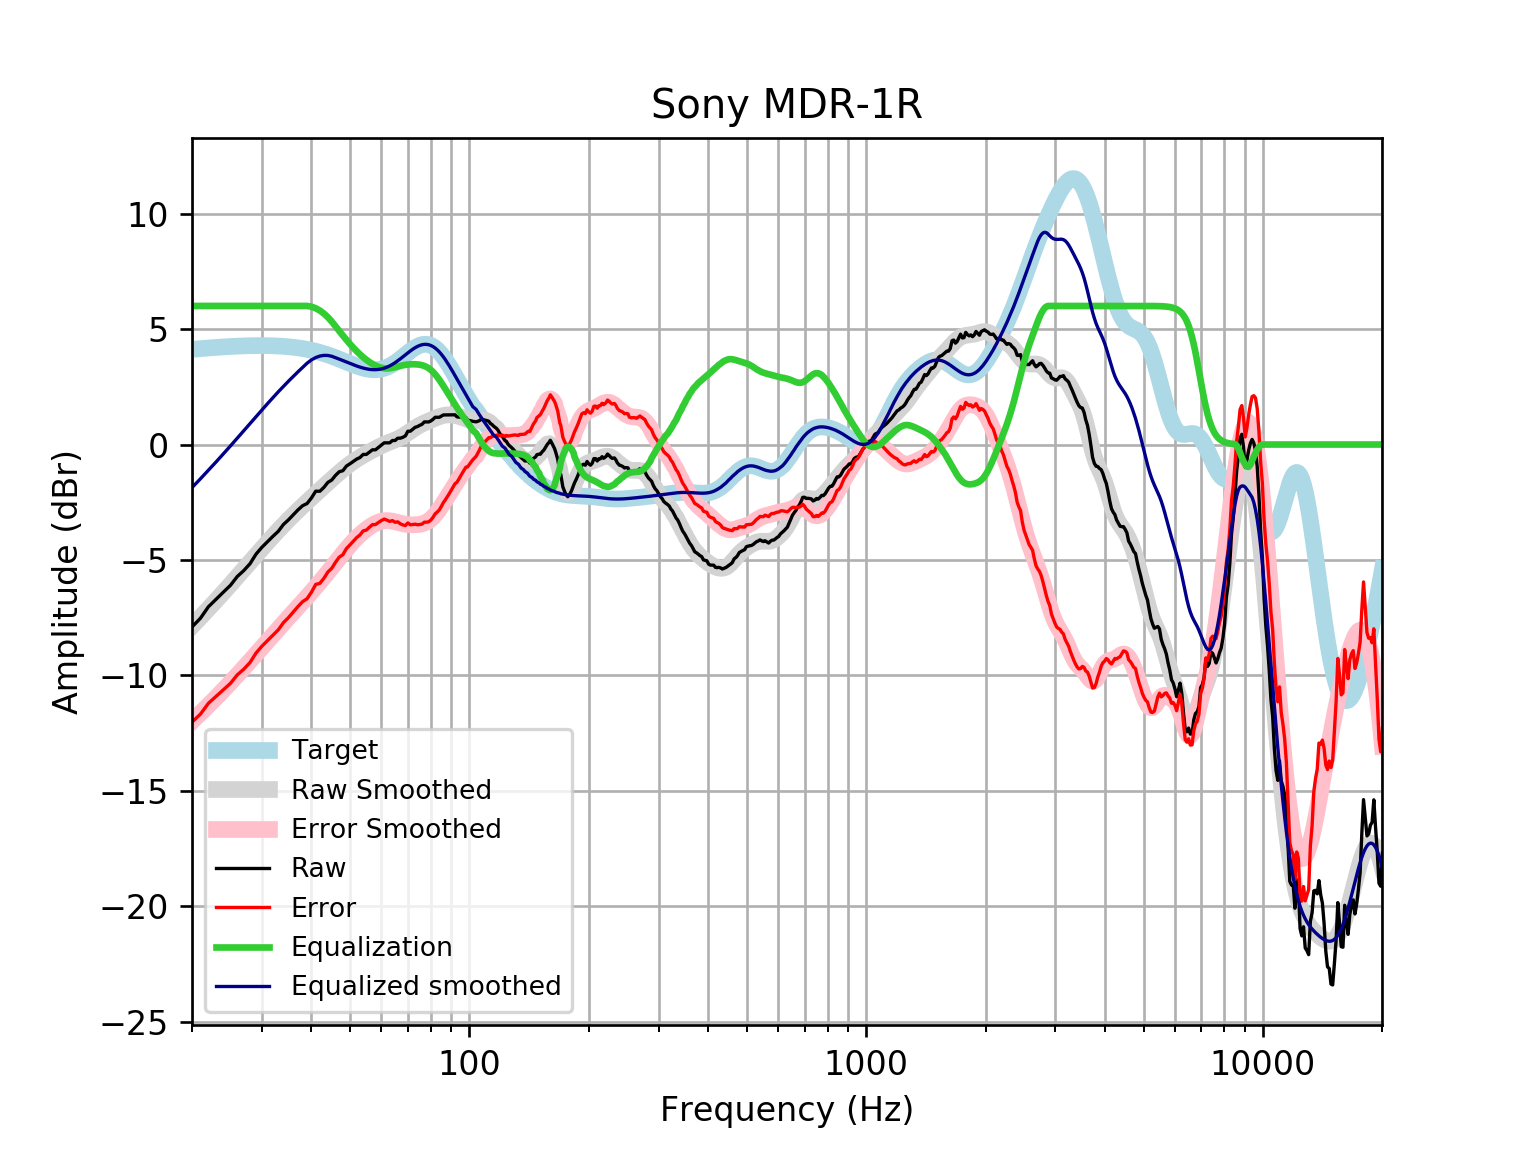 Sony MDR-1R
Amplitude (dBr)
10
5
0
−5
−10
−15
−20
−25
Target
Raw Smoothed
Error Smoothed
Raw
Error
Equalization
Equalized smoothed
100
1000
10000
Frequency (Hz)